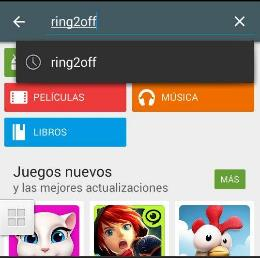 ring2off
ring2off
PELÍCULAS
MÚSICA
LIBROS
Juegos nuevos
y las mejores actualizaciones
MÁS